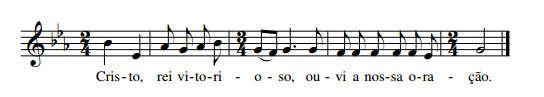 Cris-to, rei vi-to-ri-o-so, ou-vi a nos-sa o-ra-ção.